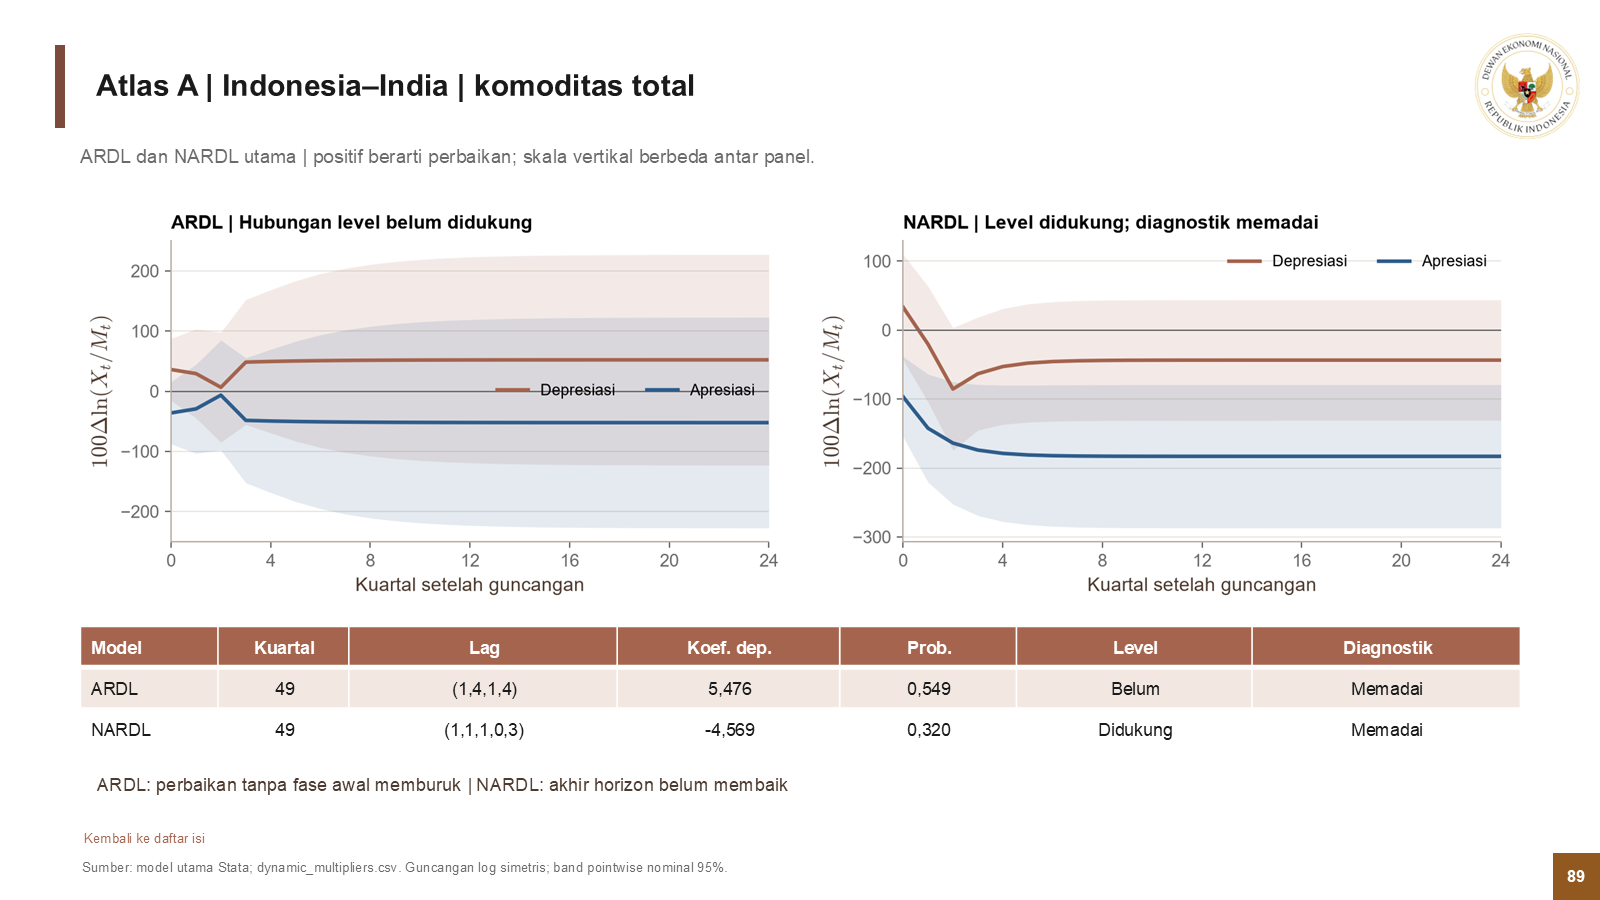 Atlas A | Indonesia–India | komoditas total
DEWAN EKONOMI NASIONAL
REPUBLIK INDONESIA
ARDL dan NARDL utama | positif berarti perbaikan; skala vertikal berbeda antar panel.
ARDL | Hubungan level belum didukung
200
100
0
−100
−200
100Δln(Xt/Mt)
Depresiasi
Apresiasi
0 4 8 12 16 20 24
Kuartal setelah guncangan
NARDL | Level didukung; diagnostik memadai
100
0
−100
−200
−300
100Δln(Xt/Mt)
Depresiasi
Apresiasi
0 4 8 12 16 20 24
Kuartal setelah guncangan
Model Kuartal Lag Koef. dep. Prob. Level Diagnostik
ARDL 49 (1,4,1,4) 5,476 0,549 Belum Memadai
NARDL 49 (1,1,1,0,3) -4,569 0,320 Didukung Memadai
ARDL: perbaikan tanpa fase awal memburuk | NARDL: akhir horizon belum membaik
Kembali ke daftar isi
Sumber: model utama Stata; dynamic_multipliers.csv. Guncangan log simetris; band pointwise nominal 95%.
89